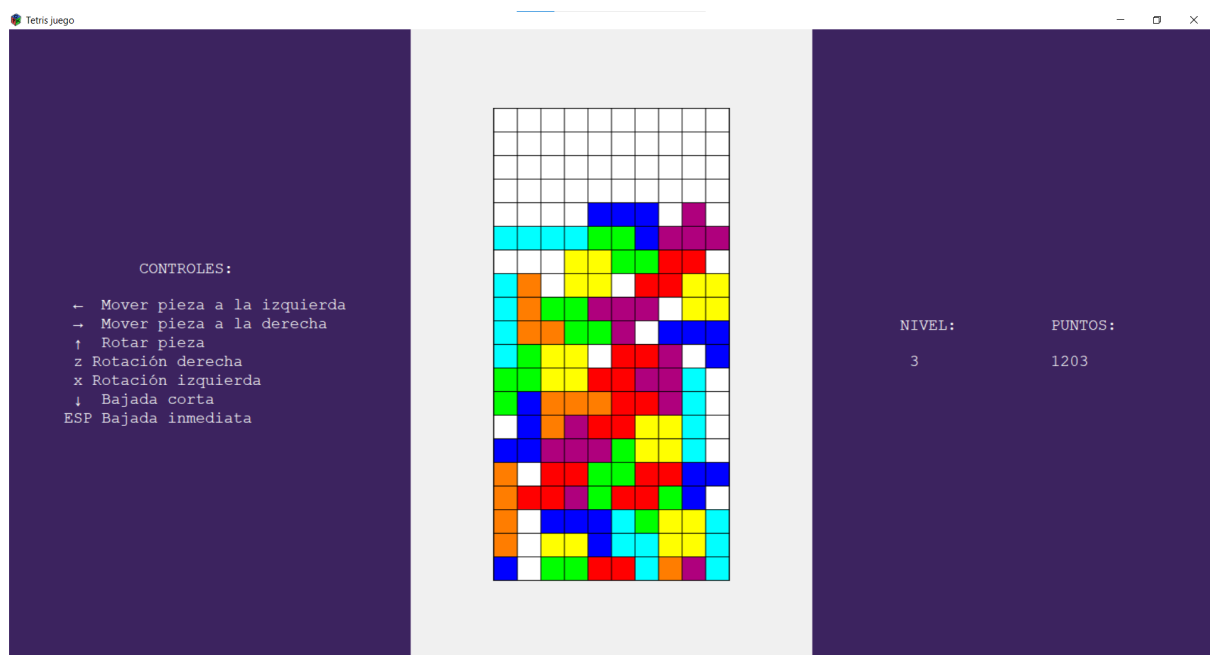 Tetris juego
CONTROLES:
← Mover pieza a la izquierda
→ Mover pieza a la derecha
↑ Rotar pieza
z Rotación derecha
x Rotación izquierda
↓ Bajada corta
ESP Bajada inmediata
NIVEL: PUNTOS:
3 1203